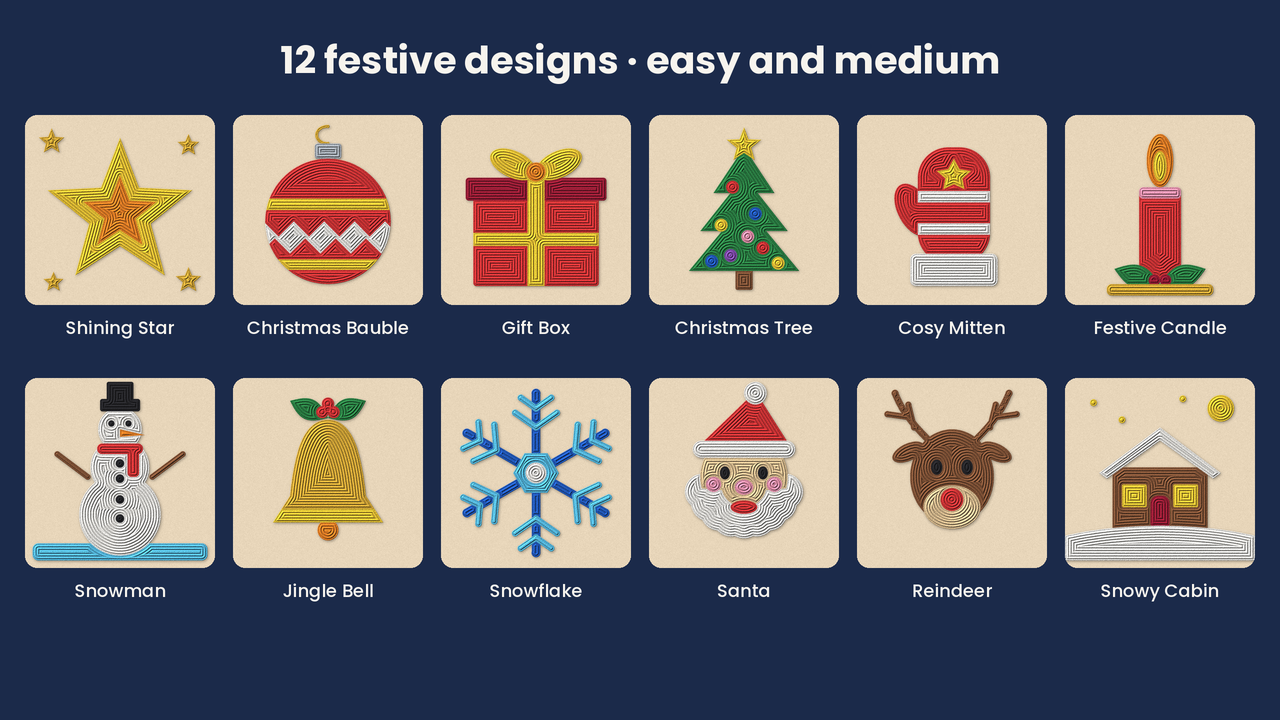 12 festive designs · easy and medium
Shining Star
Christmas Bauble
Gift Box
Christmas Tree
Cosy Mitten
Festive Candle
Snowman
Jingle Bell
Snowflake
Santa
Reindeer
Snowy Cabin